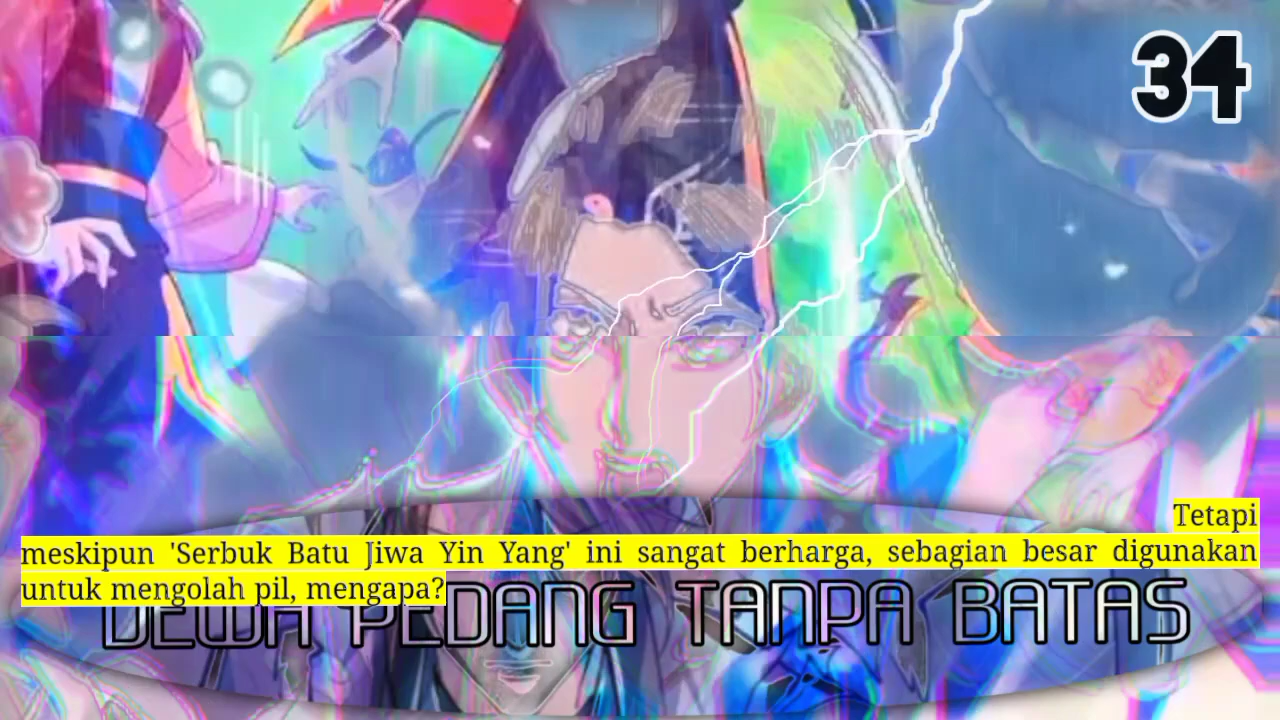 34
Tetapi
meskipun 'Serbuk Batu Jiwa Yin Yang' ini sangat berharga, sebagian besar digunakan
untuk mengolah pil, mengapa?
DEWA PEDANG TANPA BATAS